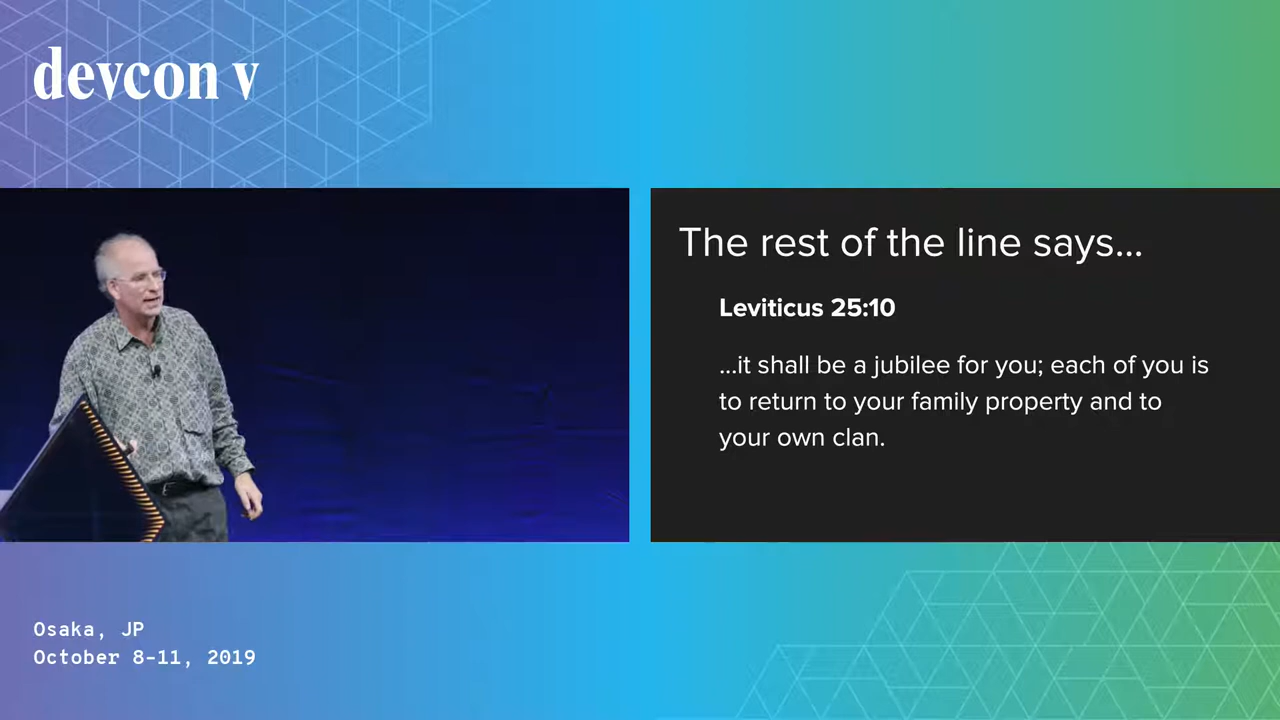 devcon v
The rest of the line says...
Leviticus 25:10
...it shall be a jubilee for you; each of you is
to return to your family property and to
your own clan.
Osaka, JP
October 8-11, 2019